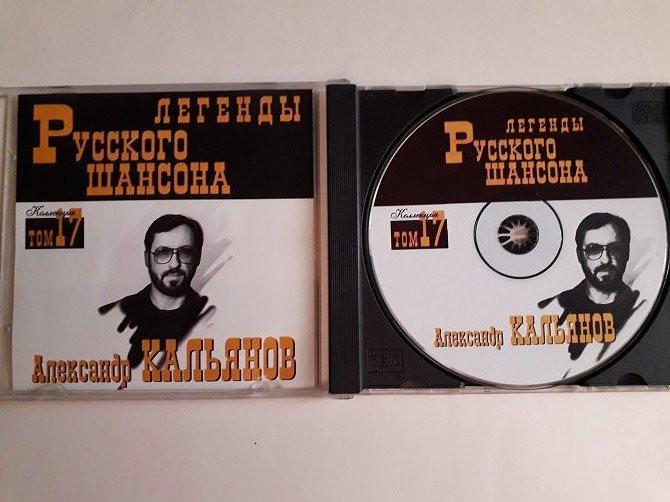 ЛЕГЕНДЫ
РУССКОГО
ШАНСОНА
Коллекция
ТОМ 17
Александр КАЛЬЯНОВ
ЛЕГЕНДЫ
РУССКОГО
ШАНСОНА
Коллекция
ТОМ 17
Александр КАЛЬЯНОВ